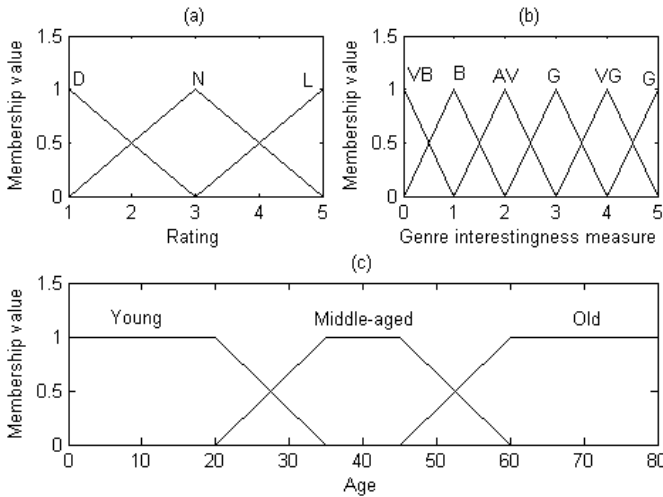 (a)
1.5
1
0.5
0
Membership value
D
N
L
1 2 3 4 5
Rating
(b)
1.5
1
0.5
0
Membership value
VB B AV G VG G
0 1 2 3 4 5
Genre interestingness measure
(c)
1.5
1
0.5
0
Membership value
Young Middle-aged Old
0 10 20 30 40 50 60 70 80
Age